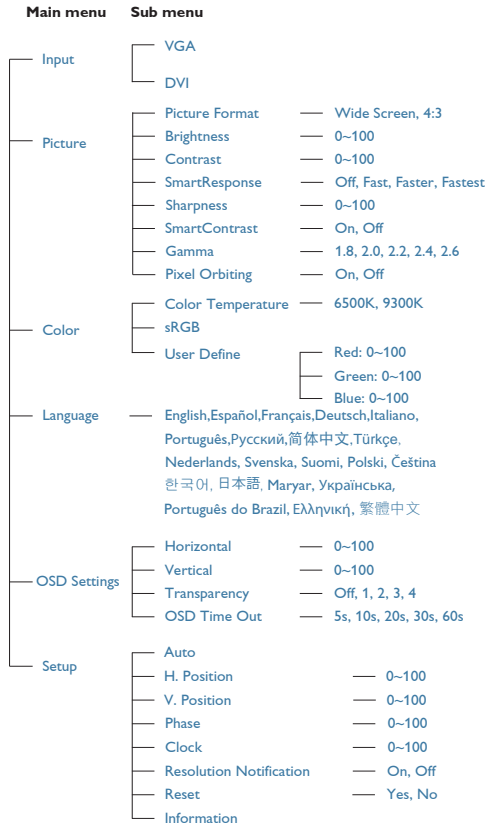 Main menu Sub menu
Input VGA
DVI
Picture Picture Format Wide Screen, 4:3
Brightness 0~100
Contrast 0~100
SmartResponse Off, Fast, Faster, Fastest
Sharpness 0~100
SmartContrast On, Off
Gamma 1.8, 2.0, 2.2, 2.4, 2.6
Pixel Orbiting On, Off
Color Color Temperature 6500K, 9300K
sRGB
User Define Red: 0~100
Green: 0~100
Blue: 0~100
Language English,Español,Français,Deutsch,Italiano,
Português,Русский,简体中文,Türkçe,
Nederlands, Svenska, Suomi, Polski, Čeština
한국어, 日本語, Maryar, Українська,
Português do Brazil, Ελληνική, 繁體中文
OSD Settings Horizontal 0~100
Vertical 0~100
Transparency Off, 1, 2, 3, 4
OSD Time Out 5s, 10s, 20s, 30s, 60s
Setup Auto
H. Position 0~100
V. Position 0~100
Phase 0~100
Clock 0~100
Resolution Notification On, Off
Reset Yes, No
Information